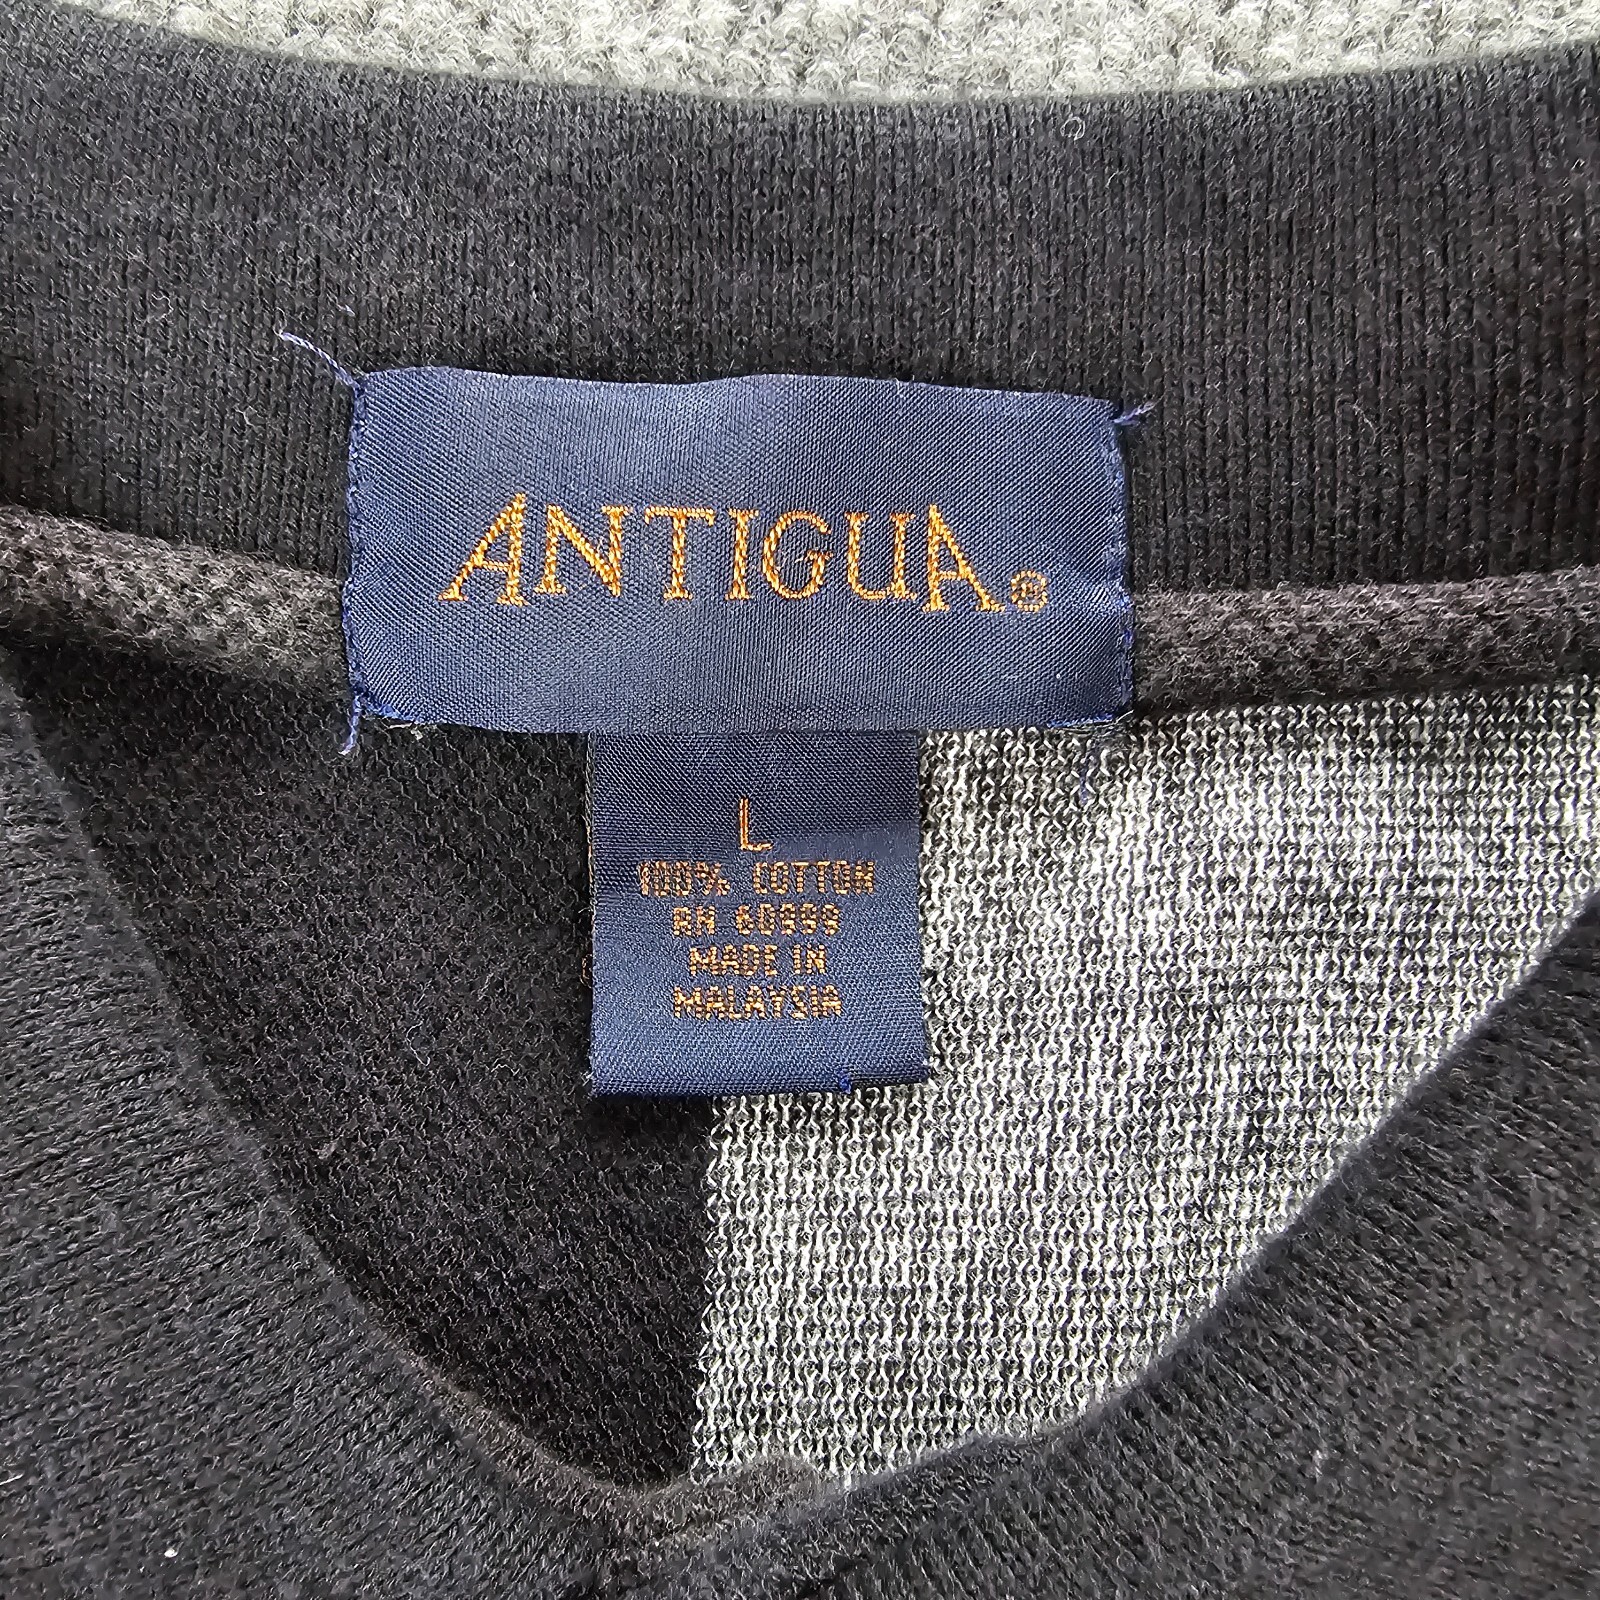 ANTIGUA®
L
100% COTTON
RN 60999
MADE IN
MALAYSIA